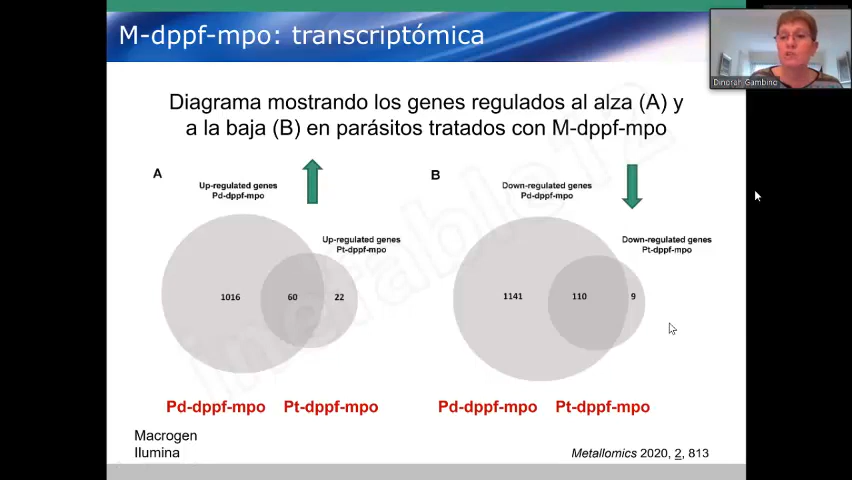 M-dppf-mpo: transcriptómica
Dinorah Gambino
Diagrama mostrando los genes regulados al alza (A) y
a la baja (B) en parásitos tratados con M-dppf-mpo
A
Up-regulated genes
Pd-dppf-mpo
Up-regulated genes
Pt-dppf-mpo
1016
60
22
B
Down-regulated genes
Pd-dppf-mpo
Down-regulated genes
Pt-dppf-mpo
1141
110
9
Pd-dppf-mpo Pt-dppf-mpo
Pd-dppf-mpo Pt-dppf-mpo
Macrogen
Ilumina
Metallomics 2020, 2, 813